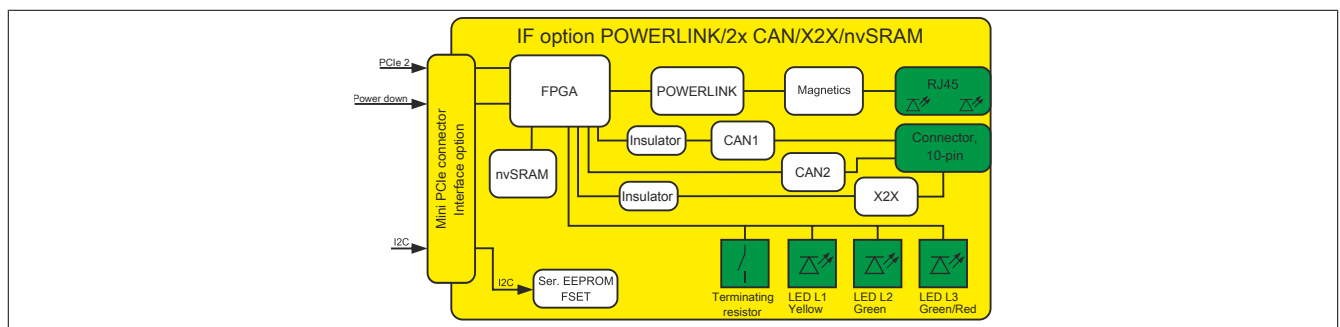 IF option POWERLINK/2x CAN/X2X/nvSRAM
PCIe 2
Power down
I2C
Mini PCIe connector
Interface option
FPGA
POWERLINK
Magnetics
RJ45
Insulator
CAN1
Connector,
10-pin
nvSRAM
CAN2
Insulator
X2X
I2C
Ser. EEPROM
FSET
Terminating
resistor
LED L1
Yellow
LED L2
Green
LED L3
Green/Red